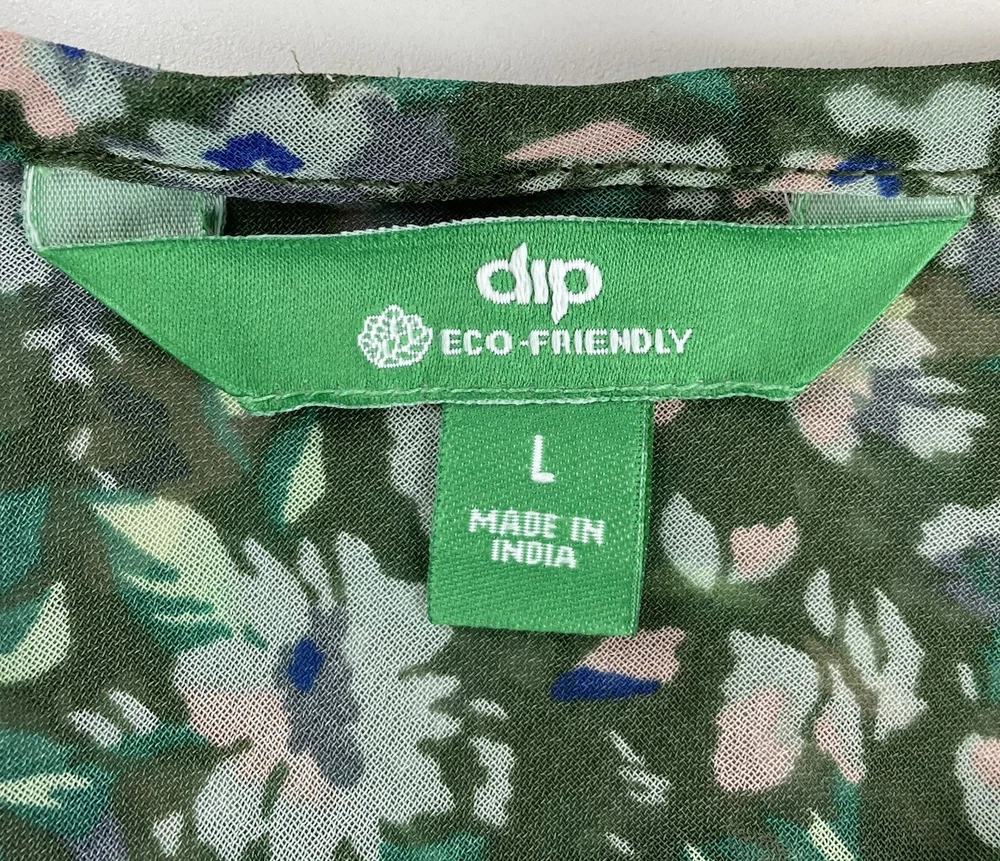 dip
ECO-FRIENDLY
L
MADE IN
INDIA